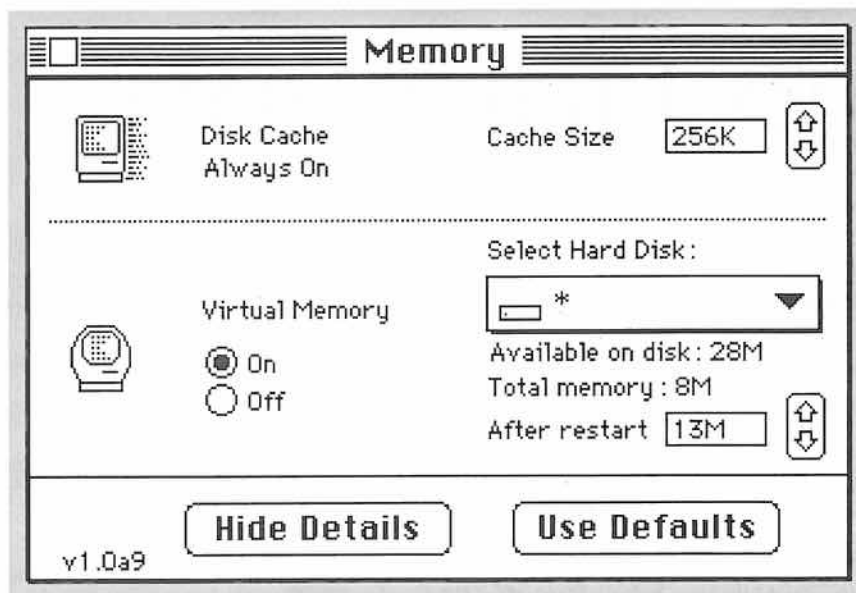 Memory
Disk Cache
Always On
Cache Size 256K
Select Hard Disk :
*
Virtual Memory
On
Off
Available on disk : 28M
Total memory : 8M
After restart 13M
Hide Details
Use Defaults
v1.0a9